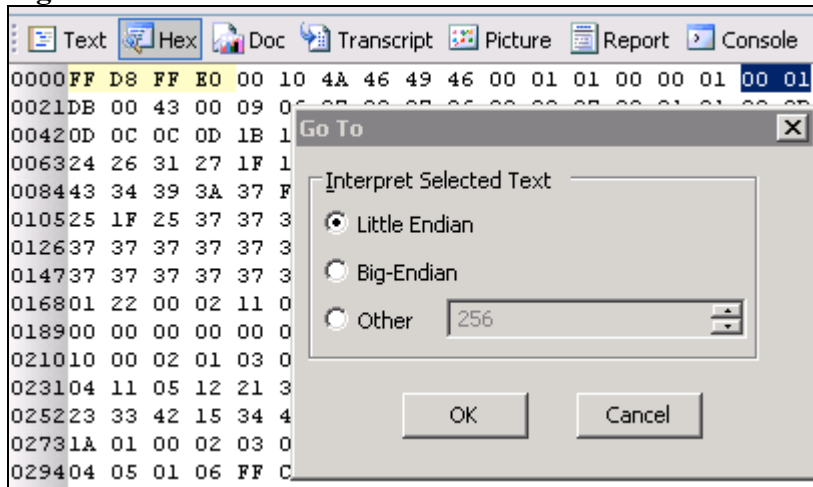 Text Hex Doc Transcript Picture Report Console
0000 FF D8 FF E0 00 10 4A 46 49 46 00 01 01 00 00 01 00 01
0021 DB 00 43 00 09
0042 0D 0C 0C 0D 1B
0063 24 26 31 27 1F
0084 43 34 39 3A 37
0105 25 1F 25 37 37
0126 37 37 37 37 37
0147 37 37 37 37 37
0168 01 22 00 02 11
0189 00 00 00 00 00
0210 10 00 02 01 03
0231 04 11 05 12 21
0252 23 33 42 15 34
0273 1A 01 00 02 03
0294 04 05 01 06 FF
Go To
Interpret Selected Text
Little Endian
Big-Endian
Other 256
OK Cancel